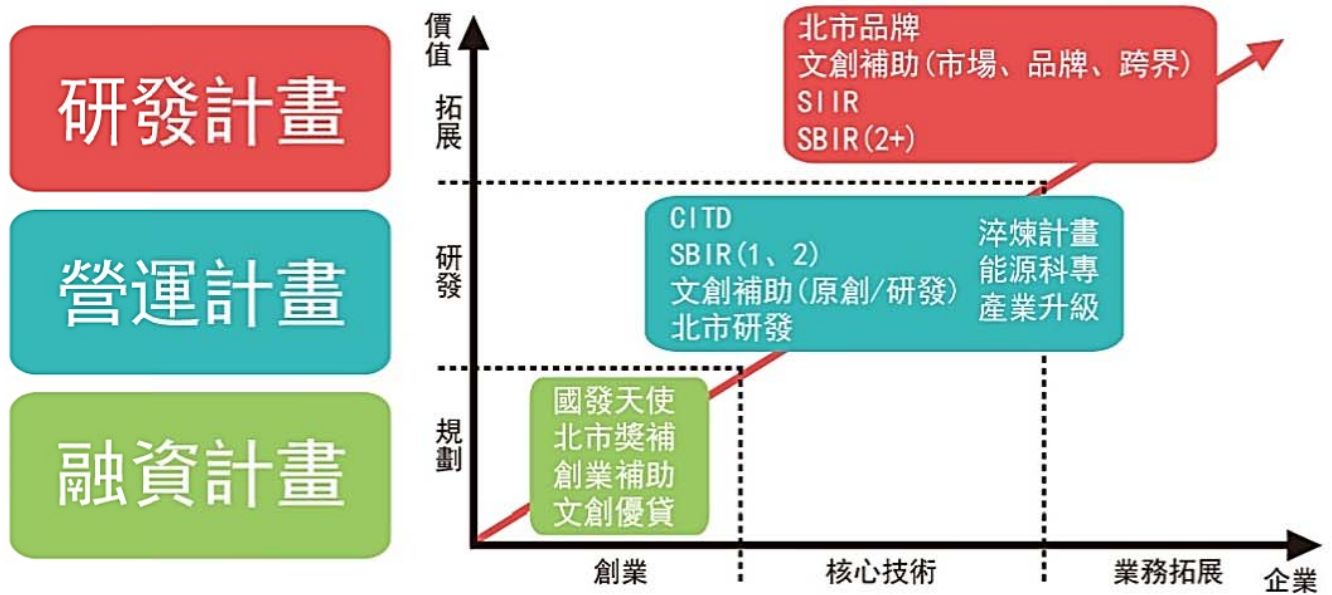 研發計畫
營運計畫
融資計畫
價值
拓展
研發
規劃
北市品牌
文創補助(市場、品牌、跨界)
SIIR
SBIR(2+)
CITD
SBIR(1、2)
文創補助(原創/研發)
北市研發
淬煉計畫
能源科專
產業升級
國發天使
北市獎補
創業補助
文創優貸
創業
核心技術
業務拓展
企業